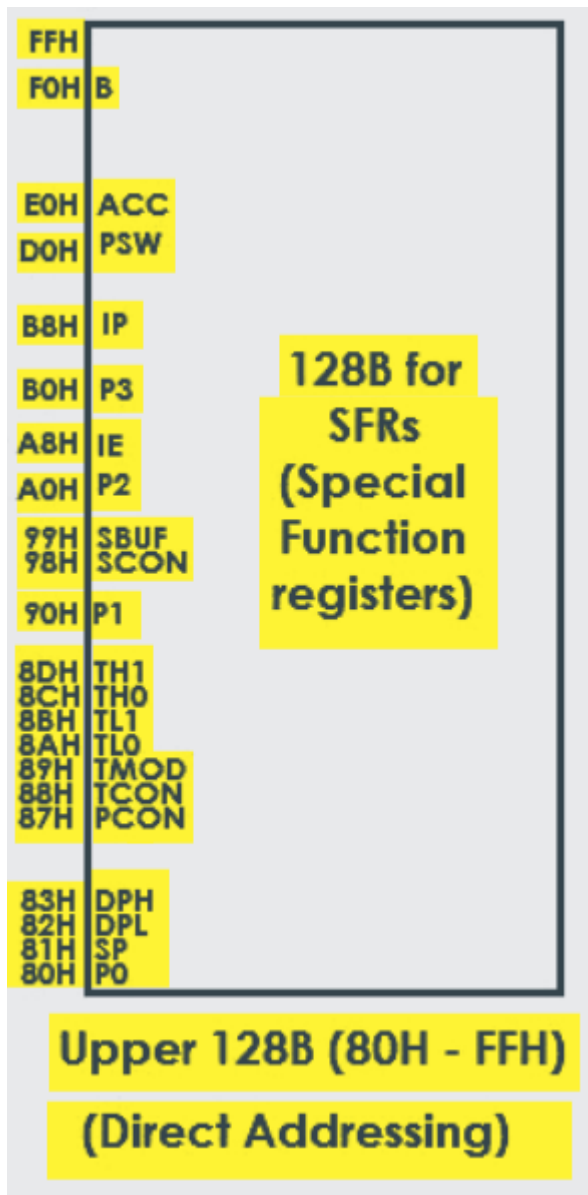 FFH
F0H B
E0H ACC
D0H PSW
B8H IP
B0H P3
A8H IE
A0H P2
99H SBUF
98H SCON
90H P1
8DH TH1
8CH TH0
8BH TL1
8AH TL0
89H TMOD
88H TCON
87H PCON
83H DPH
82H DPL
81H SP
80H P0
128B for
SFRs
(Special
Function
registers)
Upper 128B (80H - FFH)
(Direct Addressing)